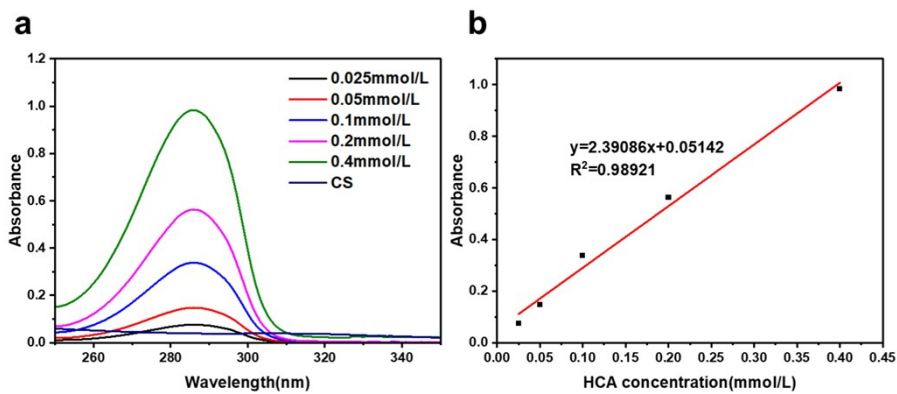 a
1.2
1.0
0.8
0.6
0.4
0.2
0.0
Absorbance
260
280
300
320
340
Wavelength(nm)
0.025mmol/L
0.05mmol/L
0.1mmol/L
0.2mmol/L
0.4mmol/L
CS
b
1.0
0.8
0.6
0.4
0.2
0.0
Absorbance
y=2.39086x+0.05142
R²=0.98921
0.00
0.05
0.10
0.15
0.20
0.25
0.30
0.35
0.40
0.45
HCA concentration(mmol/L)